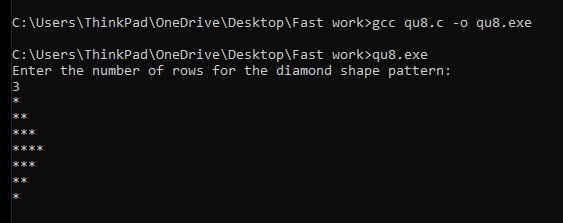 C:\Users\ThinkPad\OneDrive\Desktop\Fast work>gcc qu8.c -o qu8.exe
C:\Users\ThinkPad\OneDrive\Desktop\Fast work>qu8.exe
Enter the number of rows for the diamond shape pattern:
3
*
**
***
****
***
**
*